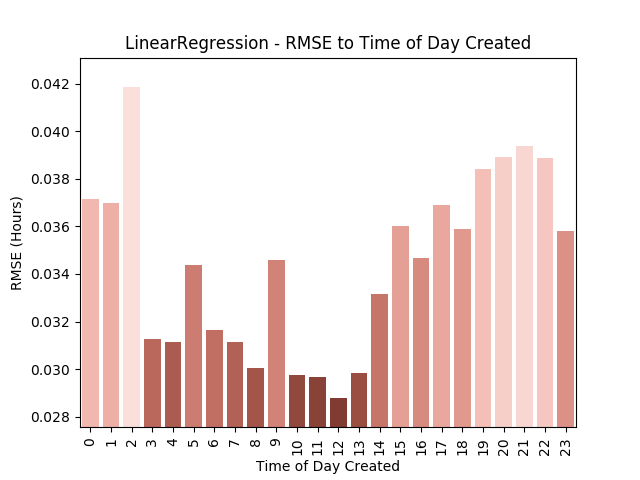 LinearRegression - RMSE to Time of Day Created
RMSE (Hours)
0.042
0.040
0.038
0.036
0.034
0.032
0.030
0.028
0 1 2 3 4 5 6 7 8 9 10 11 12 13 14 15 16 17 18 19 20 21 22 23
Time of Day Created